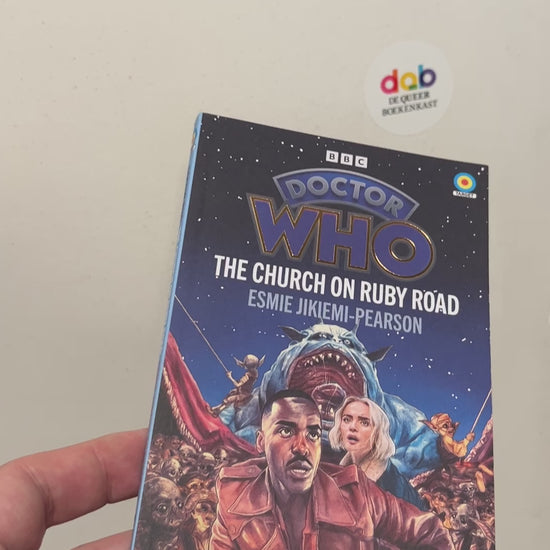 dqb
DE QUEER
BOEKENKAST
BBC
DOCTOR
WHO
TARGET
THE CHURCH ON RUBY ROAD
ESMIE JIKIEMI-PEARSON